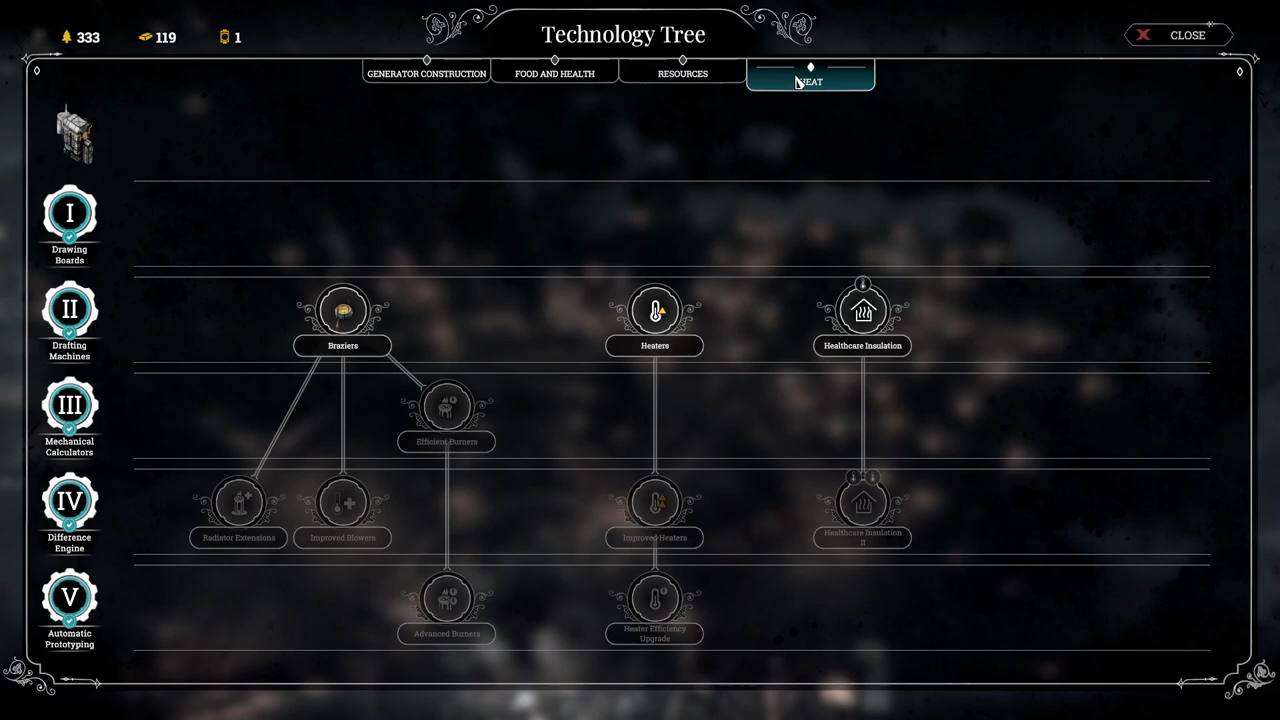 333
119
1
Technology Tree
CLOSE
GENERATOR CONSTRUCTION
FOOD AND HEALTH
RESOURCES
HEAT
I
Drawing
Boards
II
Drafting
Machines
Braziers
Heaters
Healthcare Insulation
III
Mechanical
Calculators
Efficient Burners
IV
Difference
Engine
Radiator Extensions
Improved Blowers
Improved Heaters
Healthcare Insulation
II
V
Automatic
Prototyping
Advanced Burners
Heater Efficiency
Upgrade